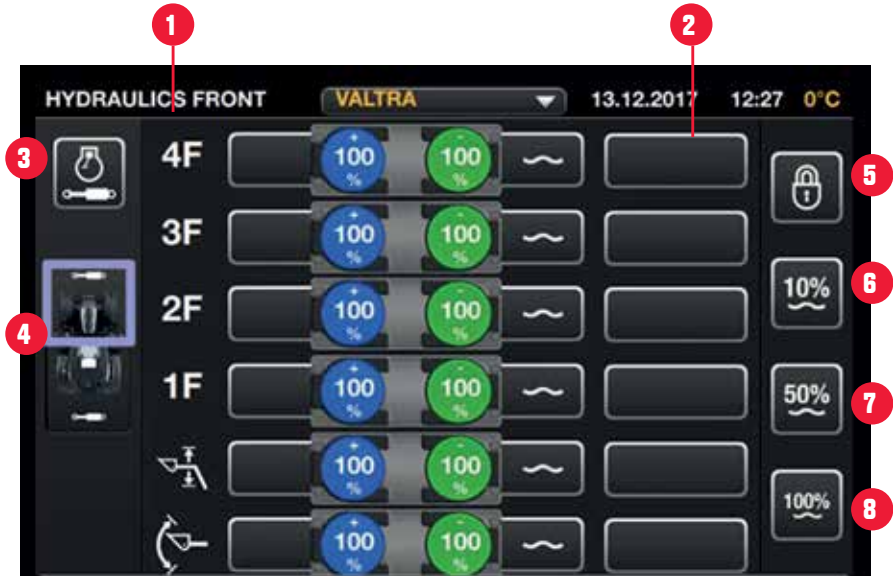 1 2
HYDRAULICS FRONT VALTRA 13.12.2017 12:27 0°C
3 4F + 100 % - 100 % 5
3F + 100 % - 100 %
10% 6
4 2F + 100 % - 100 %
1F + 100 % - 100 % 50% 7
+ 100 % - 100 %
100% 8
+ 100 % - 100 %